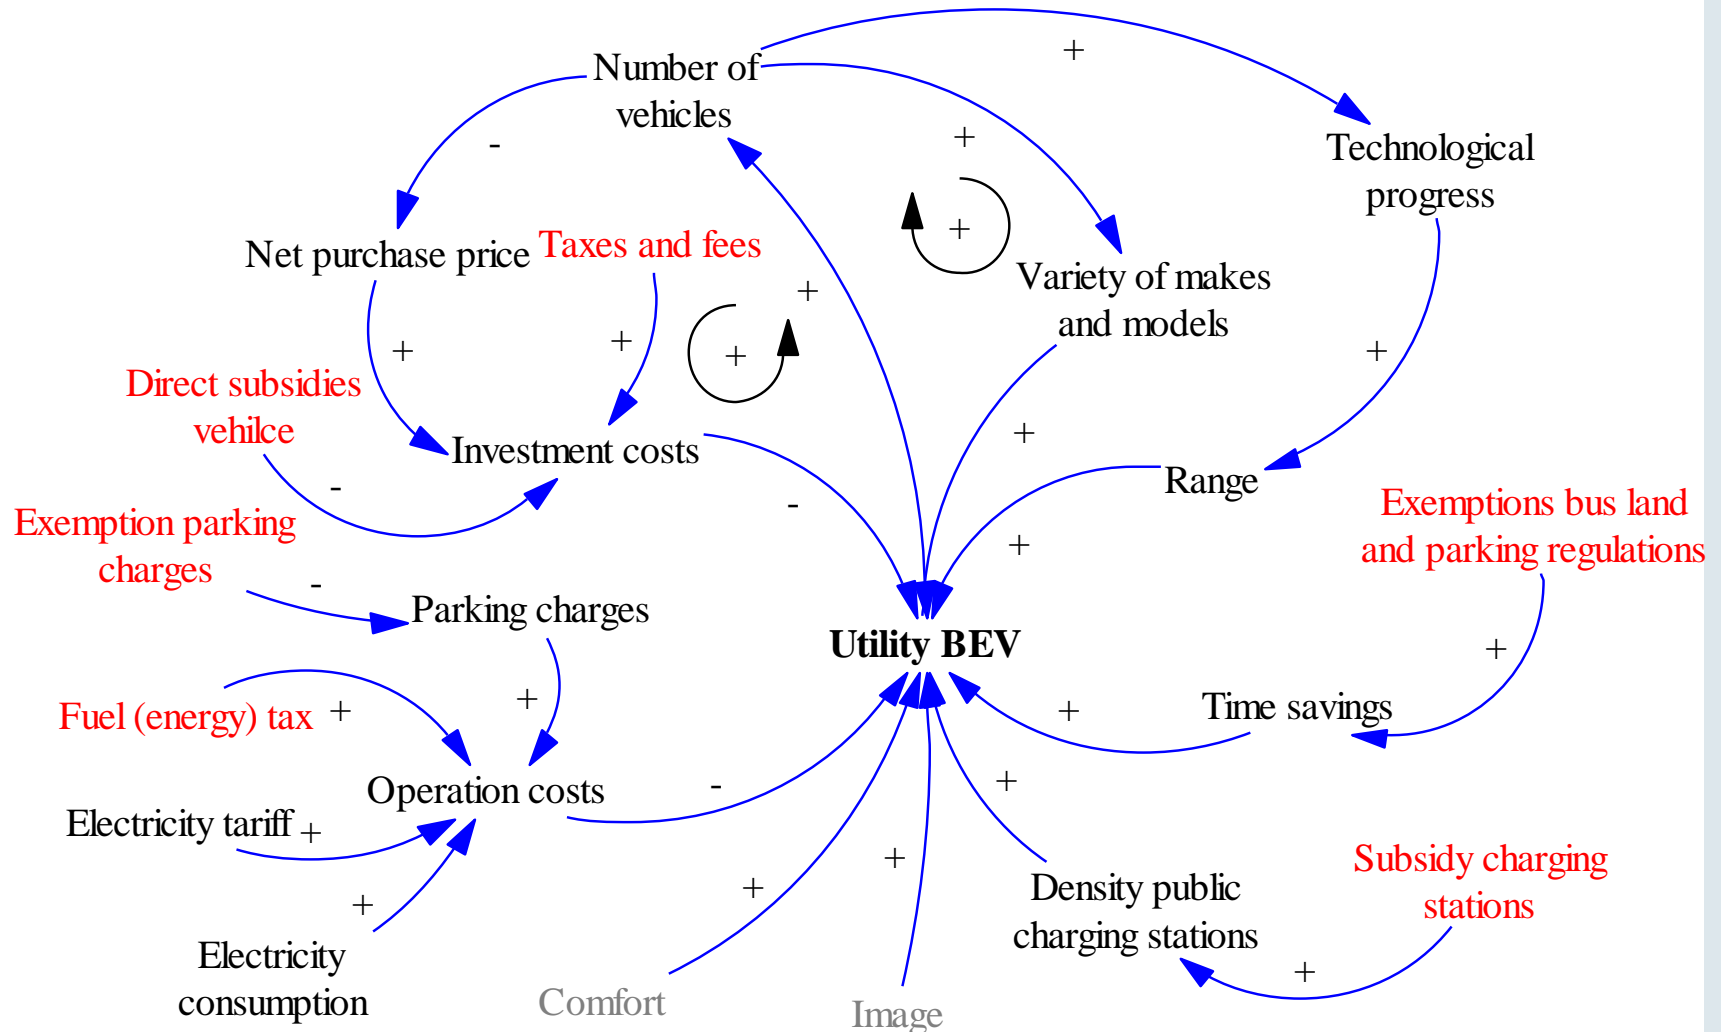 +
Number of
vehicles
-
+
Technological
progress
+
Net purchase price
Taxes and fees
Variety of makes
and models
+
+
+
+
+
+
Direct subsidies
vehilce
Investment costs
+
-
-
Range
+
Exemptions bus land
and parking regulations
Exemption parking
charges
-
Parking charges
Utility BEV
+
+
Fuel (energy) tax
+
Time savings
+
-
+
Operation costs
Electricity tariff
+
+
+
+
Density public
charging stations
Subsidy charging
stations
+
Electricity
consumption
Comfort
Image